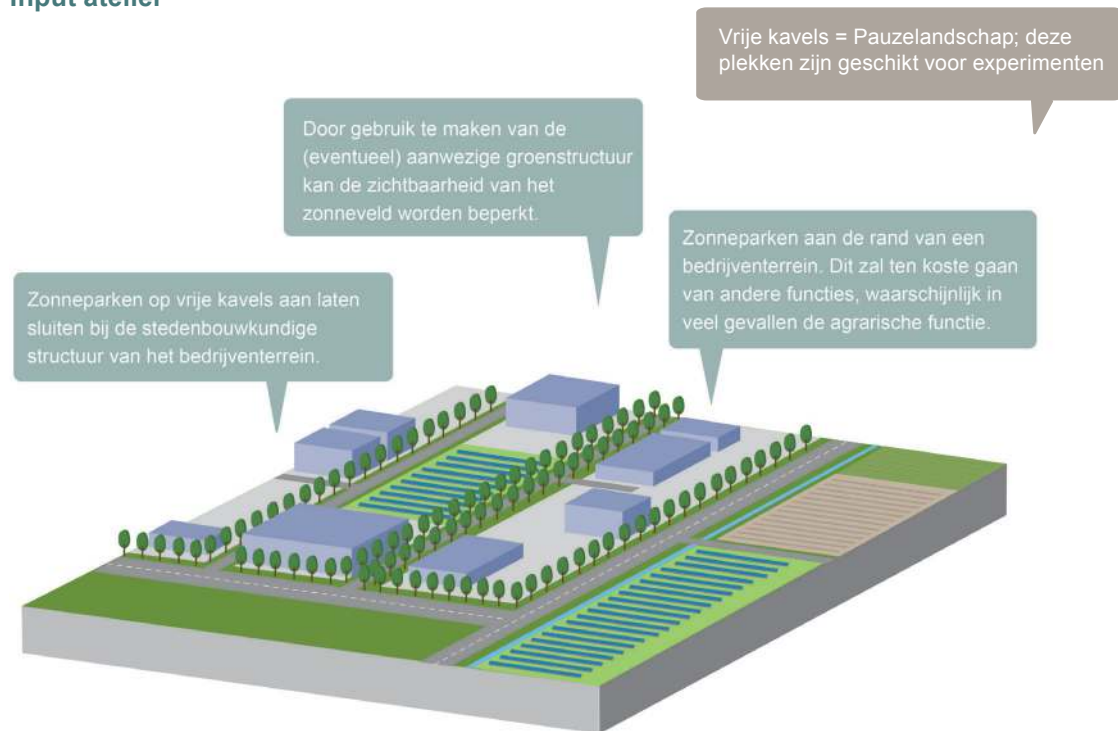 Input atelier
Vrije kavels = Pauzelandschap; deze
plekken zijn geschikt voor experimenten
Door gebruik te maken van de
(eventueel) aanwezige groenstructuur
kan de zichtbaarheid van het
zonneveld worden beperkt.
Zonneparken aan de rand van een
bedrijventerrein. Dit zal ten koste gaan
van andere functies, waarschijnlijk in
veel gevallen de agrarische functie.
Zonneparken op vrije kavels aan laten
sluiten bij de stedenbouwkundige
structuur van het bedrijventerrein.